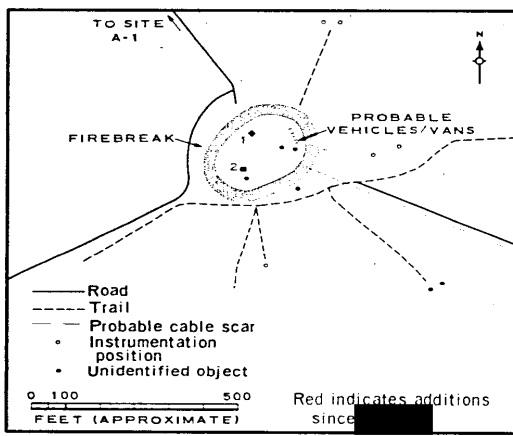 TO SITE
A-1
N
FIREBREAK
PROBABLE
VEHICLES/VANS
1
2
Road
Trail
Probable cable scar
Instrumentation
position
Unidentified object
0 100 500
FEET (APPROXIMATE)
Red indicates additions
since